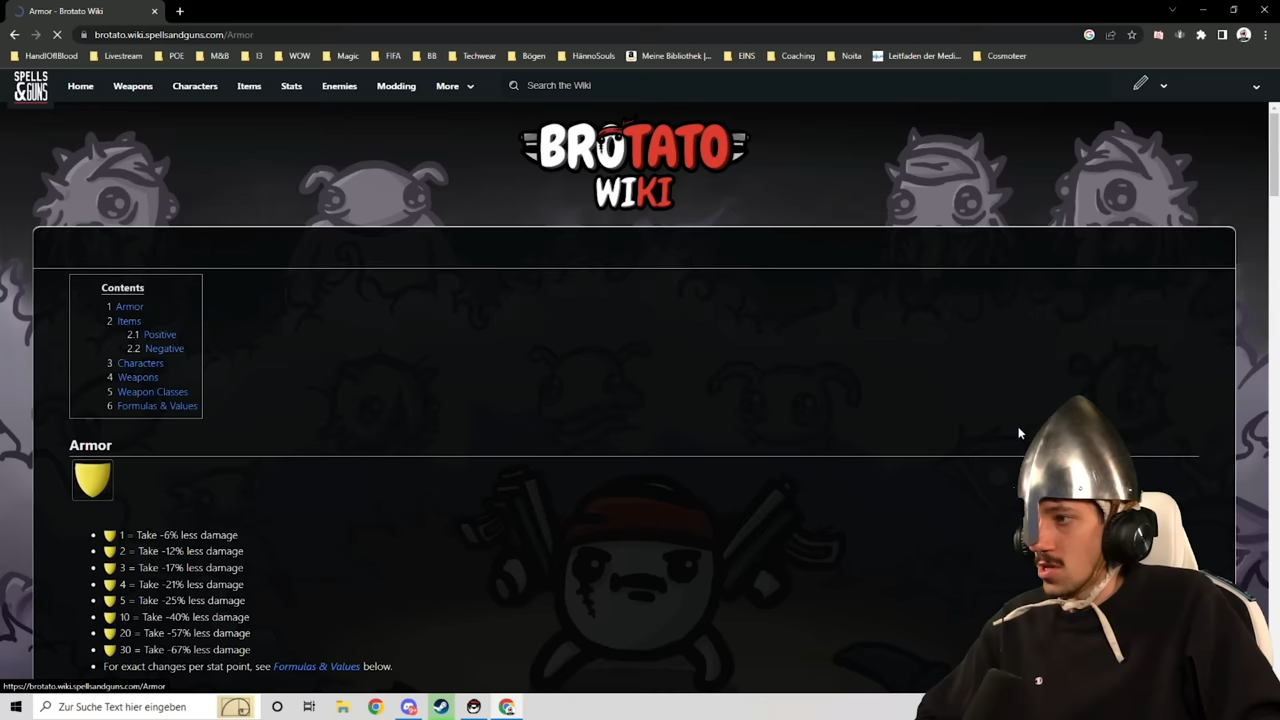 Armor - Brotato Wiki
brotato.wiki.spellsandguns.com/Armor
HandlOfBlood Livestream POE M&B I3 WOW Magic FIFA BB Techwear Bögen HännoSouls Meine Bibliothek |... EINS Coaching Noita Leitfaden der Medi... Cosmoteer
SPELLS
&GUNS
Home Weapons Characters Items Stats Enemies Modding More Search the Wiki
BROTATO
WIKI
Contents
1 Armor
2 Items
2.1 Positive
2.2 Negative
3 Characters
4 Weapons
5 Weapon Classes
6 Formulas & Values
Armor
1 = Take -6% less damage
2 = Take -12% less damage
3 = Take -17% less damage
4 = Take -21% less damage
5 = Take -25% less damage
10 = Take -40% less damage
20 = Take -57% less damage
30 = Take -67% less damage
For exact changes per stat point, see Formulas & Values below.
https://brotato.wiki.spellsandguns.com/Armor
Zur Suche Text hier eingeben